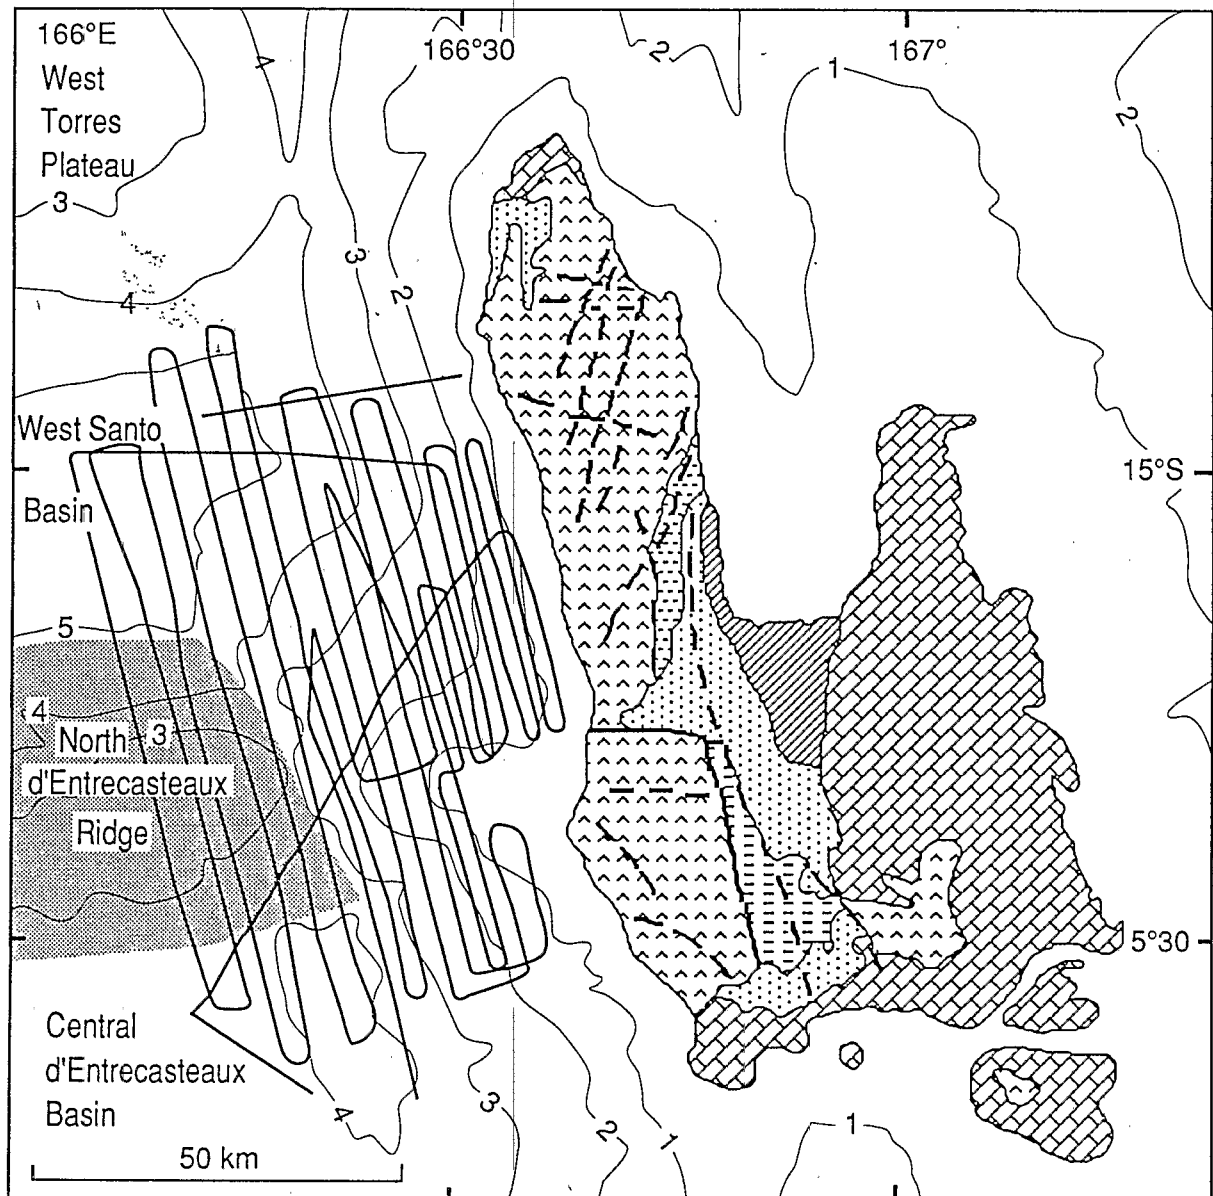 166°E
West
Torres
Plateau
166°30
167°
4
2
1
2
3
3
4
2
West Santo
Basin
15°S
5
4
3
North
d'Entrecasteaux
Ridge
5°30
Central
d'Entrecasteaux
Basin
4
3
2
1
1
50 km